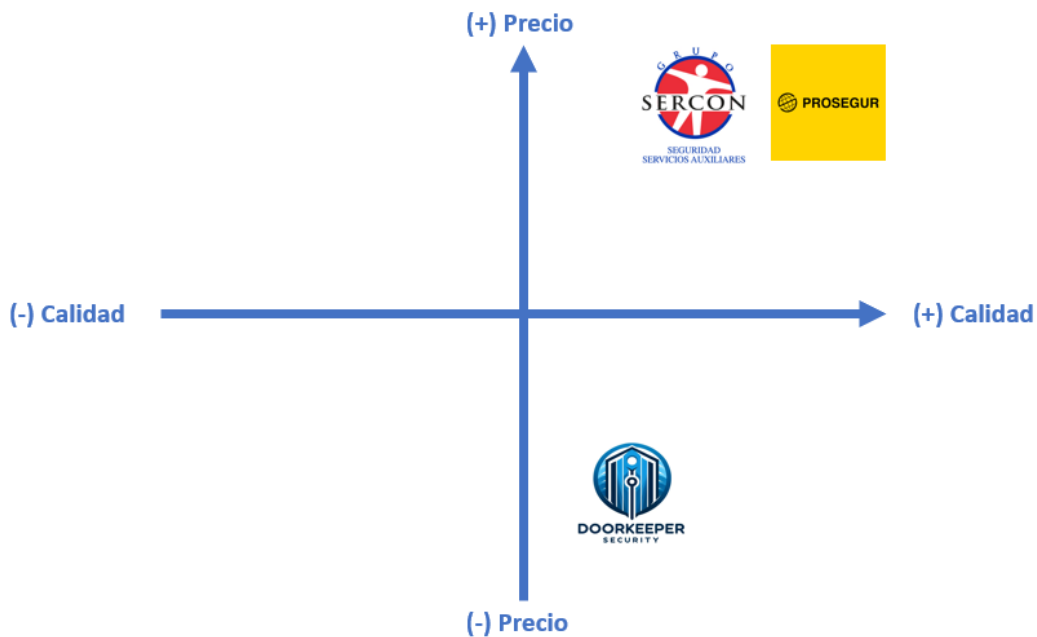 (+) Precio
GRUPO
SERCON
SEGURIDAD
SERVICIOS AUXILIARES
PROSEGUR
(-) Calidad
(+) Calidad
DOORKEEPER
SECURITY
(-) Precio